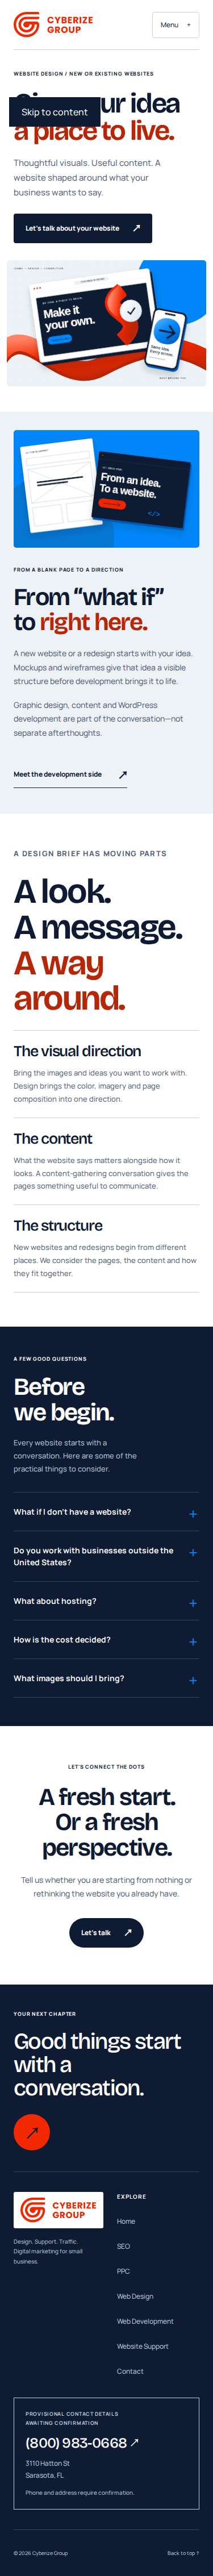 CYBERIZE
GROUP
Menu +
WEBSITE DESIGN / NEW OR EXISTING WEBSITES
Skip to content
your idea
a place to live.
Thoughtful visuals. Useful content. A
website shaped around what your
business wants to say.
Let's talk about your website ↗
Make it
your own.
From an idea.
To a website.
</>
FROM A BLANK PAGE TO A DIRECTION
From “what if”
to right here.
A new website or a redesign starts with your idea.
Mockups and wireframes give that idea a visible
structure before development brings it to life.
Graphic design, content and WordPress
development are part of the conversation—not
separate afterthoughts.
Meet the development side ↗
A DESIGN BRIEF HAS MOVING PARTS
A look.
A message.
A way
around.
The visual direction
Bring the images and ideas you want to work with.
Design brings the color, imagery and page
composition into one direction.
The content
What the website says matters alongside how it
looks. A content-gathering conversation gives the
pages something useful to communicate.
The structure
New websites and redesigns begin from different
places. We consider the pages, the content and how
they fit together.
A FEW GOOD QUESTIONS
Before
we begin.
Every website starts with a
conversation. Here are some of the
practical things to consider.
What if I don't have a website? +
Do you work with businesses outside the
United States? +
What about hosting? +
How is the cost decided? +
What images should I bring? +
LET'S CONNECT THE DOTS
A fresh start.
Or a fresh
perspective.
Tell us whether you are starting from nothing or
rethinking the website you already have.
Let's talk ↗
YOUR NEXT CHAPTER
Good things start
with a
conversation.
↗
CYBERIZE
GROUP
Design. Support. Traffic.
Digital marketing for small
business.
EXPLORE
Home
SEO
PPC
Web Design
Web Development
Website Support
Contact
PROVISIONAL CONTACT DETAILS
AWAITING CONFIRMATION
(800) 983-0668 ↗
3110 Hatton St
Sarasota, FL
Phone and address require confirmation.
© 2026 Cyberize Group
Back to top ↑